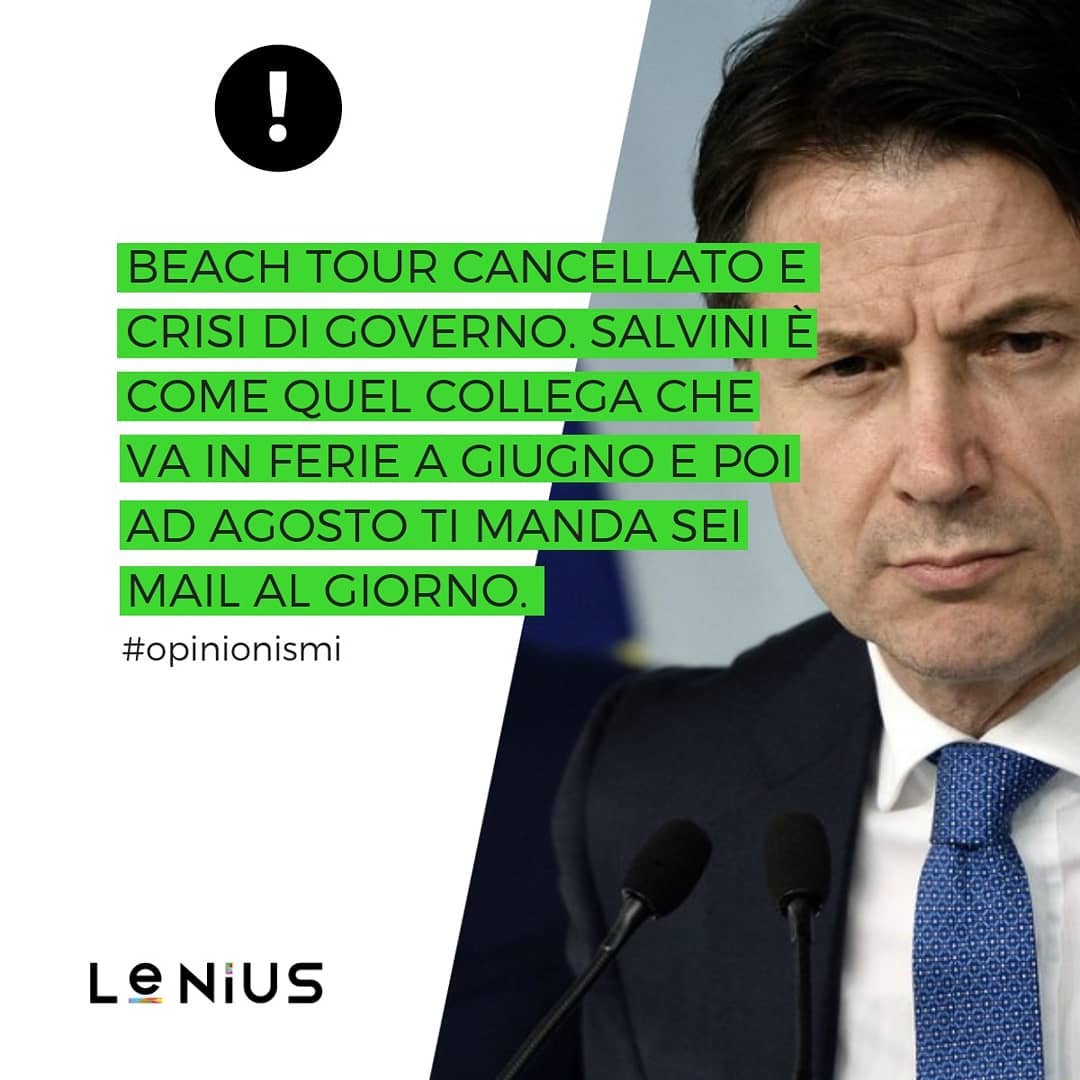 !
BEACH TOUR CANCELLATO E
CRISI DI GOVERNO. SALVINI È
COME QUEL COLLEGA CHE
VA IN FERIE A GIUGNO E POI
AD AGOSTO TI MANDA SEI
MAIL AL GIORNO.
#opinionismi
LeNiUS